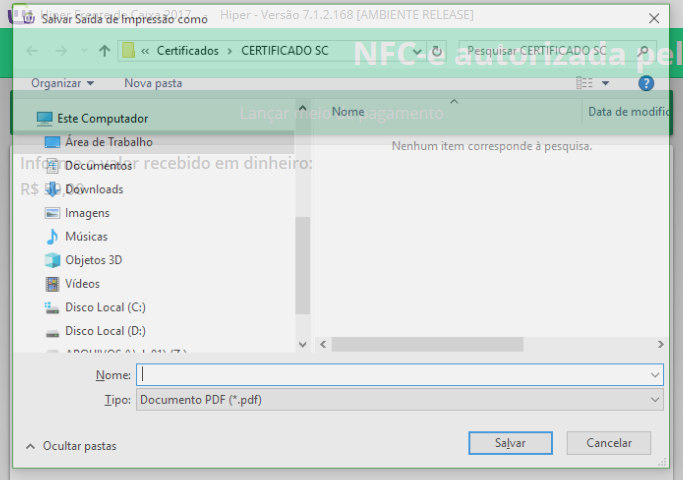 Hiper Frente de Caixa 2017 Hiper - Versão 7.1.2.168 [AMBIENTE RELEASE]
Salvar Saída de Impressão como
NFC-e autorizada pel
« Certificados › CERTIFICADO SC
Pesquisar CERTIFICADO SC
Organizar
Nova pasta
Lançar meio de pagamento
Nome
Data de modific
Nenhum item corresponde à pesquisa.
Este Computador
Área de Trabalho
Informe o valor recebido em dinheiro:
Documentos
R$
Downloads
Imagens
Músicas
Objetos 3D
Vídeos
Disco Local (C:)
Disco Local (D:)
Nome:
Tipo: Documento PDF (*.pdf)
Ocultar pastas
Salvar
Cancelar